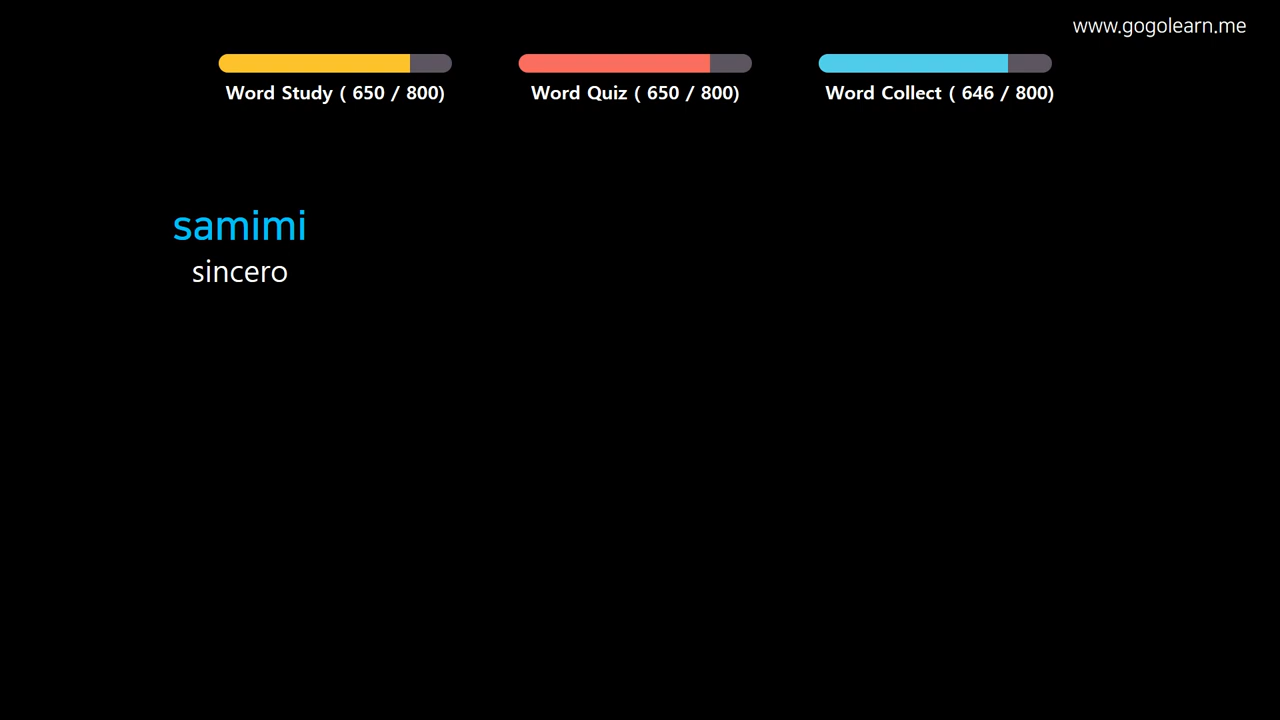 www.gogolearn.me
Word Study ( 650 / 800)
Word Quiz ( 650 / 800)
Word Collect ( 646 / 800)
samimi
sincero